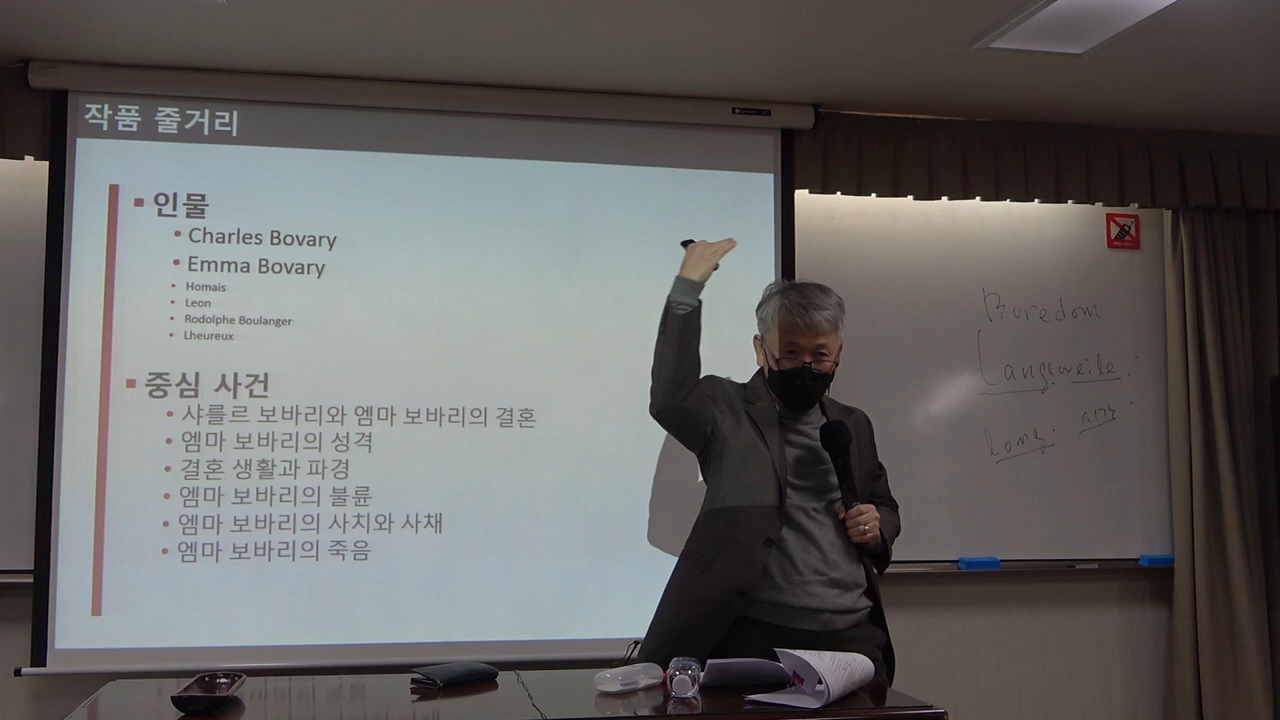 작품 줄거리
▪ 인물
• Charles Bovary
• Emma Bovary
• Homais
• Leon
• Rodolphe Boulanger
• Lheureux
▪ 중심 사건
• 샤를르 보바리와 엠마 보바리의 결혼
• 엠마 보바리의 성격
• 결혼 생활과 파경
• 엠마 보바리의 불륜
• 엠마 보바리의 사치와 사채
• 엠마 보바리의 죽음
Boredom
Langeweile
Long 시간